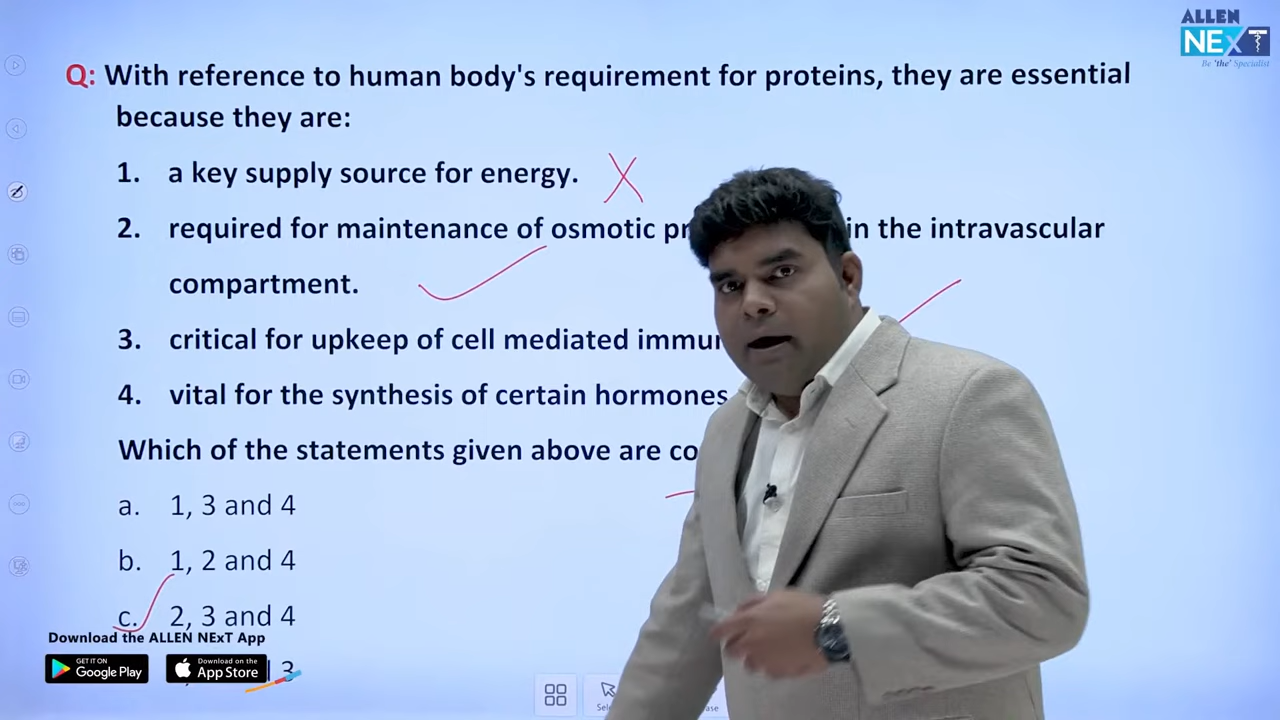 ALLEN
NExT
Be 'the' Specialist
Q: With reference to human body's requirement for proteins, they are essential
because they are:
1. a key supply source for energy.
2. required for maintenance of osmotic in the intravascular
compartment.
3. critical for upkeep of cell mediated
4. vital for the synthesis of certain hormones
Which of the statements given above are
a. 1, 3 and 4
b. 1, 2 and 4
c. 2, 3 and 4
3
Download the ALLEN NExT App
GET IT ON
Google Play
Download on the
App Store